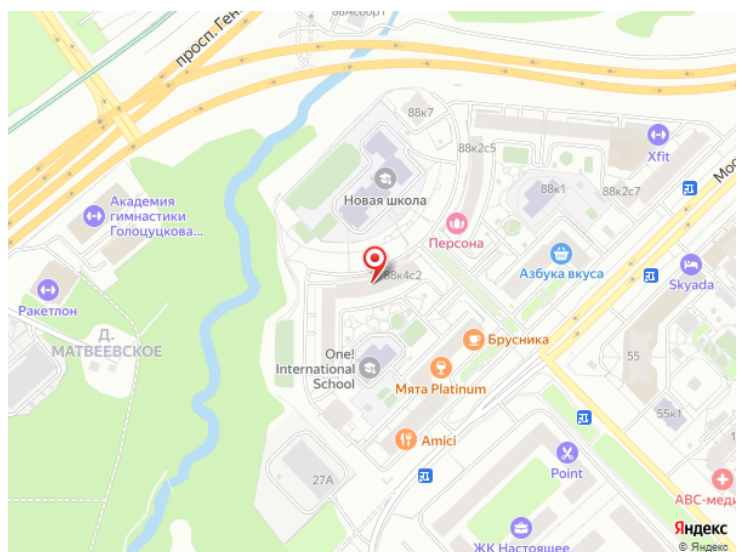 88к7
просп. Ген
88к2с5
Xfit
88к1
88к2с7
Мос
Новая школа
Академия
гимнастики
Голоцуцкова...
Персона
Азбука вкуса
Skyada
88к4с2
Ракетлон
Д.
МАТВЕЕВСКОЕ
Брусника
One!
International
School
55
Мята Platinum
55к1
Amici
27А
Point
АВС-меди
ЖК Настоящее
Яндекс
© Яндекс